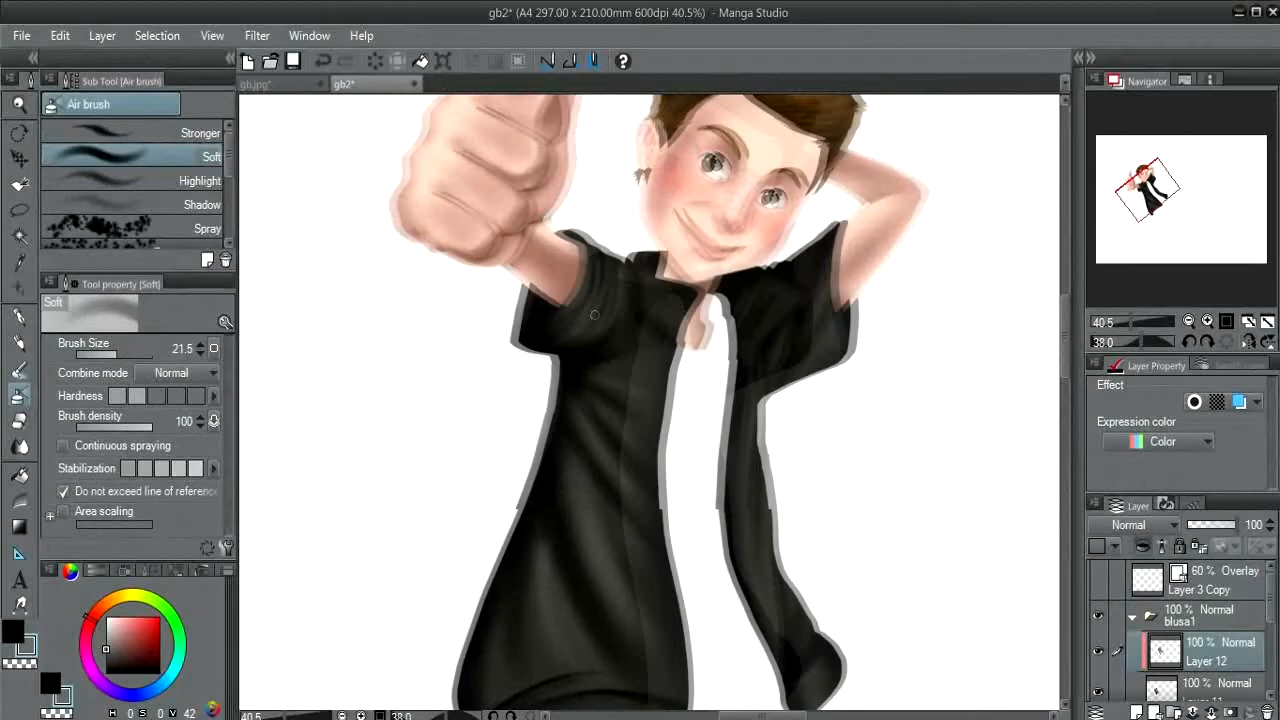 gb2* (A4 297.00 x 210.00mm 600dpi 40.5%) - Manga Studio
File Edit Layer Selection View Filter Window Help
Sub Tool [Air brush]
gb.jpg* gb2*
Navigator
Air brush
Stronger
Soft
Highlight
Shadow
Spray
Tool property [Soft]
Soft
Brush Size 21.5
Combine mode Normal
Hardness
Brush density 100
Continuous spraying
Stabilization
Do not exceed line of referenc
Area scaling
H 0 S 0 V 42
40.5
38.0
Layer Property
Effect
Expression color
Color
Layer
Normal 100
60 % Overlay
Layer 3 Copy
100 % Normal
blusa1
100 % Normal
Layer 12
100 % Normal
40.5 38.0